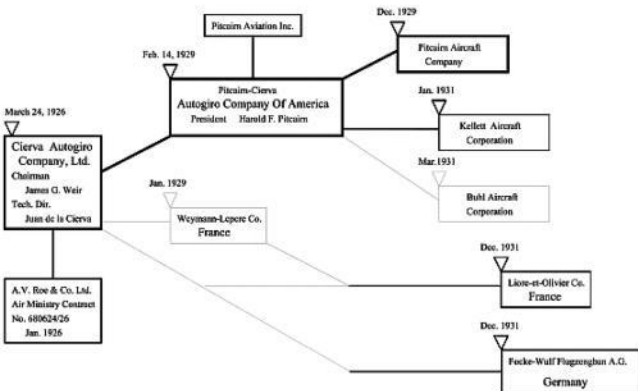 Dec. 1929
Pitcairn Aviation Inc.
Feb. 14, 1929
Pitcairn Aircraft
Company
Pitcairn-Cierva
Autogiro Company Of America
President Harold F. Pitcairn
Jan. 1931
Kellett Aircraft
Corporation
March 24, 1926
Cierva Autogiro
Company, Ltd.
Chairman
James G. Weir
Tech. Dir.
Juan de la Cierva
Mar.1931
Buhl Aircraft
Corporation
Jan. 1929
Weymann-Lepere Co.
France
Dec. 1931
Liore-et-Olivier Co.
France
A.V. Roe & Co. Ltd.
Air Ministry Contract
No. 680624/26
Jan. 1926
Dec. 1931
Focke-Wulf Flugzengbau A.G.
Germany